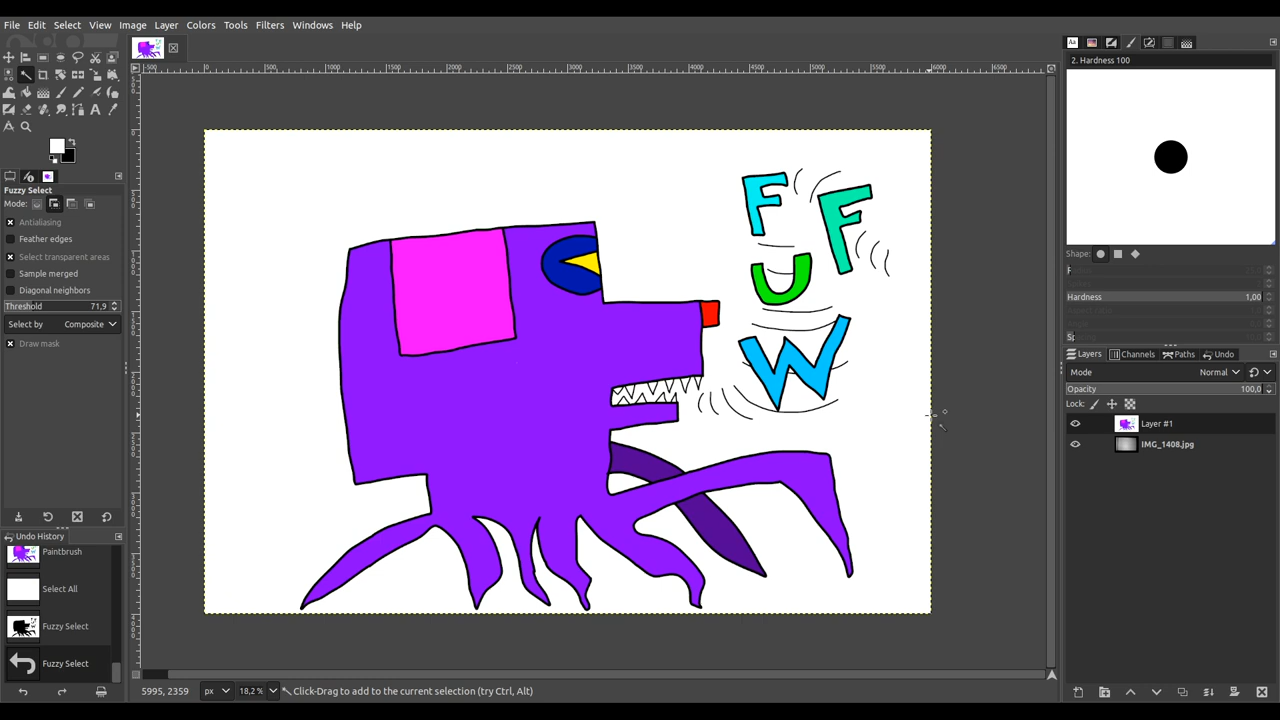 File Edit Select View Image Layer Colors Tools Filters Windows Help
2. Hardness 100
Fuzzy Select
Mode:
Antialiasing
Feather edges
Select transparent areas
Sample merged
Diagonal neighbors
Threshold 71,9
Select by Composite
Draw mask
Undo History
Paintbrush
Select All
Fuzzy Select
Fuzzy Select
F F
U
W
Shape:
Hardness 1,00
Sp
Layers Channels Paths Undo
Mode Normal
Opacity 100,0
Lock:
Layer #1
IMG_1408.jpg
5995, 2359 px 18,2 % Click-Drag to add to the current selection (try Ctrl, Alt)